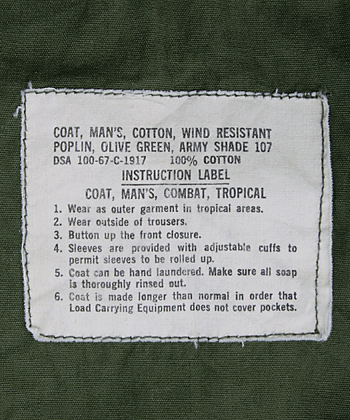 COAT, MAN'S, COTTON, WIND RESISTANT
POPLIN, OLIVE GREEN, ARMY SHADE 107
DSA 100-67-C-1917 100% COTTON
INSTRUCTION LABEL
COAT, MAN'S, COMBAT, TROPICAL
1. Wear as outer garment in tropical areas.
2. Wear outside of trousers.
3. Button up the front closure.
4. Sleeves are provided with adjustable cuffs to
permit sleeves to be rolled up.
5. Coat can be hand laundered. Make sure all soap
is thoroughly rinsed out.
6. Coat is made longer than normal in order that
Load Carrying Equipment does not cover pockets.